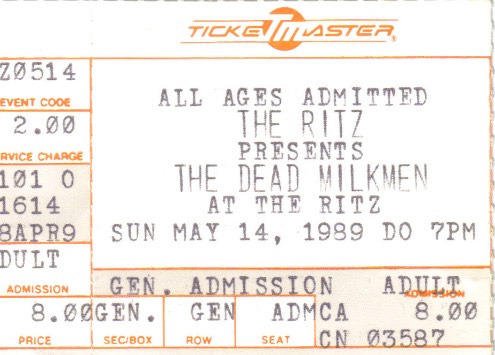 TICKETMASTER®
Z0514
EVENT CODE
2.00
RVICE CHARGE
101 0
1614
8APR9
DULT
ADMISSION
8.00
PRICE
ALL AGES ADMITTED
THE RITZ
PRESENTS
THE DEAD MILKMEN
AT THE RITZ
SUN MAY 14, 1989 DO 7PM
GEN. ADMISSION ADULT
ADMISSION
GEN. GEN ADMCA 8.00
SEC/BOX ROW SEAT CN 03587